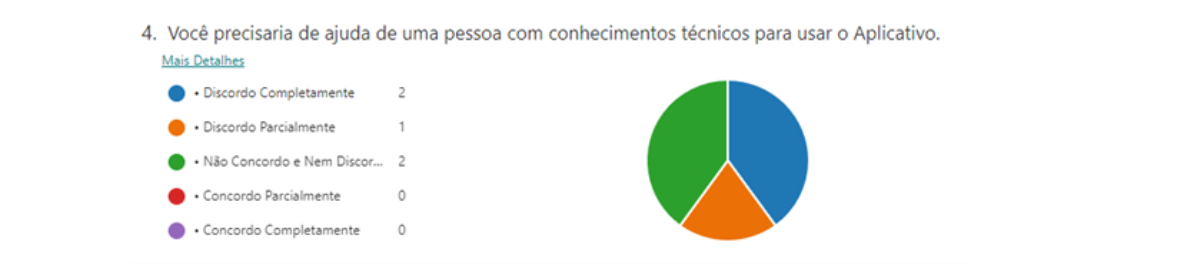 4. Você precisaria de ajuda de uma pessoa com conhecimentos técnicos para usar o Aplicativo.
Mais Detalhes
• Discordo Completamente 2
• Discordo Parcialmente 1
• Não Concordo e Nem Discor... 2
• Concordo Parcialmente 0
• Concordo Completamente 0